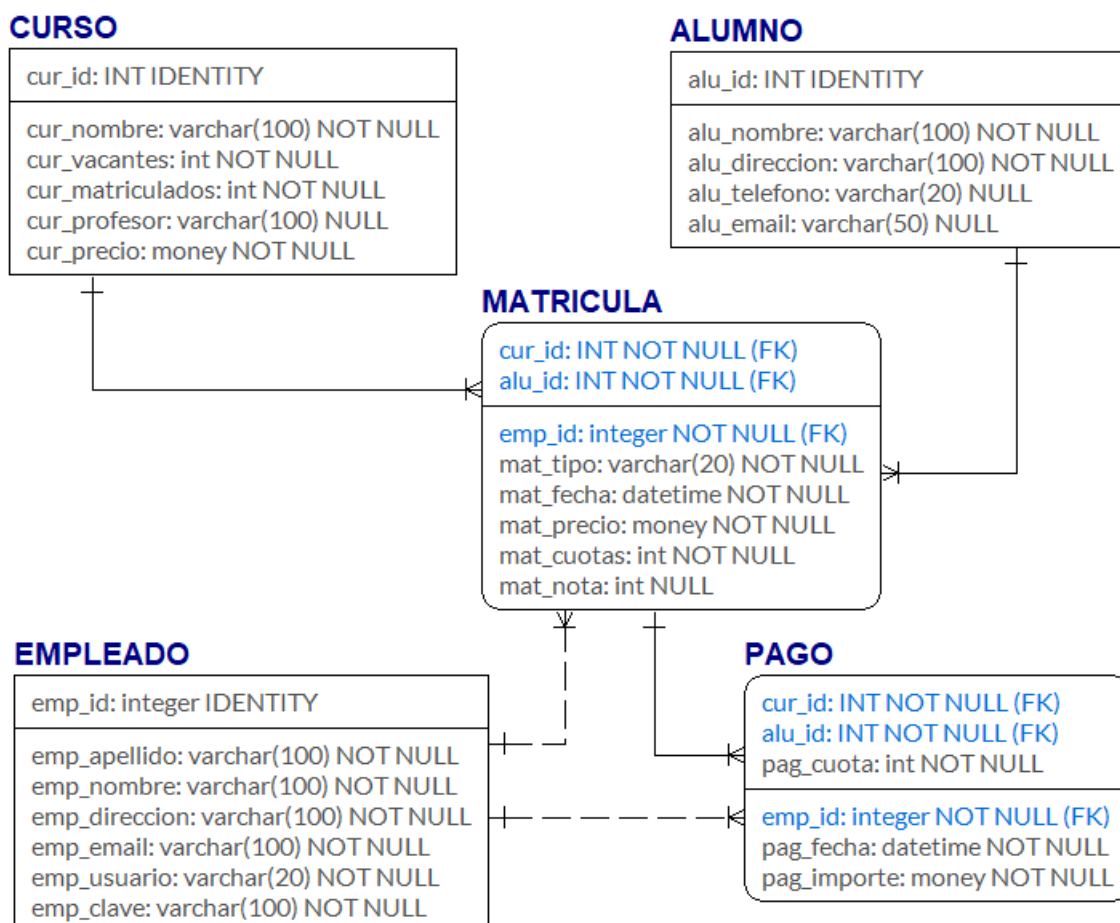 CURSO
cur_id: INT IDENTITY
cur_nombre: varchar(100) NOT NULL
cur_vacantes: int NOT NULL
cur_matriculados: int NOT NULL
cur_profesor: varchar(100) NULL
cur_precio: money NOT NULL
ALUMNO
alu_id: INT IDENTITY
alu_nombre: varchar(100) NOT NULL
alu_direccion: varchar(100) NOT NULL
alu_telefono: varchar(20) NULL
alu_email: varchar(50) NULL
MATRICULA
cur_id: INT NOT NULL (FK)
alu_id: INT NOT NULL (FK)
emp_id: integer NOT NULL (FK)
mat_tipo: varchar(20) NOT NULL
mat_fecha: datetime NOT NULL
mat_precio: money NOT NULL
mat_cuotas: int NOT NULL
mat_nota: int NULL
EMPLEADO
emp_id: integer IDENTITY
emp_apellido: varchar(100) NOT NULL
emp_nombre: varchar(100) NOT NULL
emp_direccion: varchar(100) NOT NULL
emp_email: varchar(100) NOT NULL
emp_usuario: varchar(20) NOT NULL
emp_clave: varchar(100) NOT NULL
PAGO
cur_id: INT NOT NULL (FK)
alu_id: INT NOT NULL (FK)
pag_cuota: int NOT NULL
emp_id: integer NOT NULL (FK)
pag_fecha: datetime NOT NULL
pag_importe: money NOT NULL